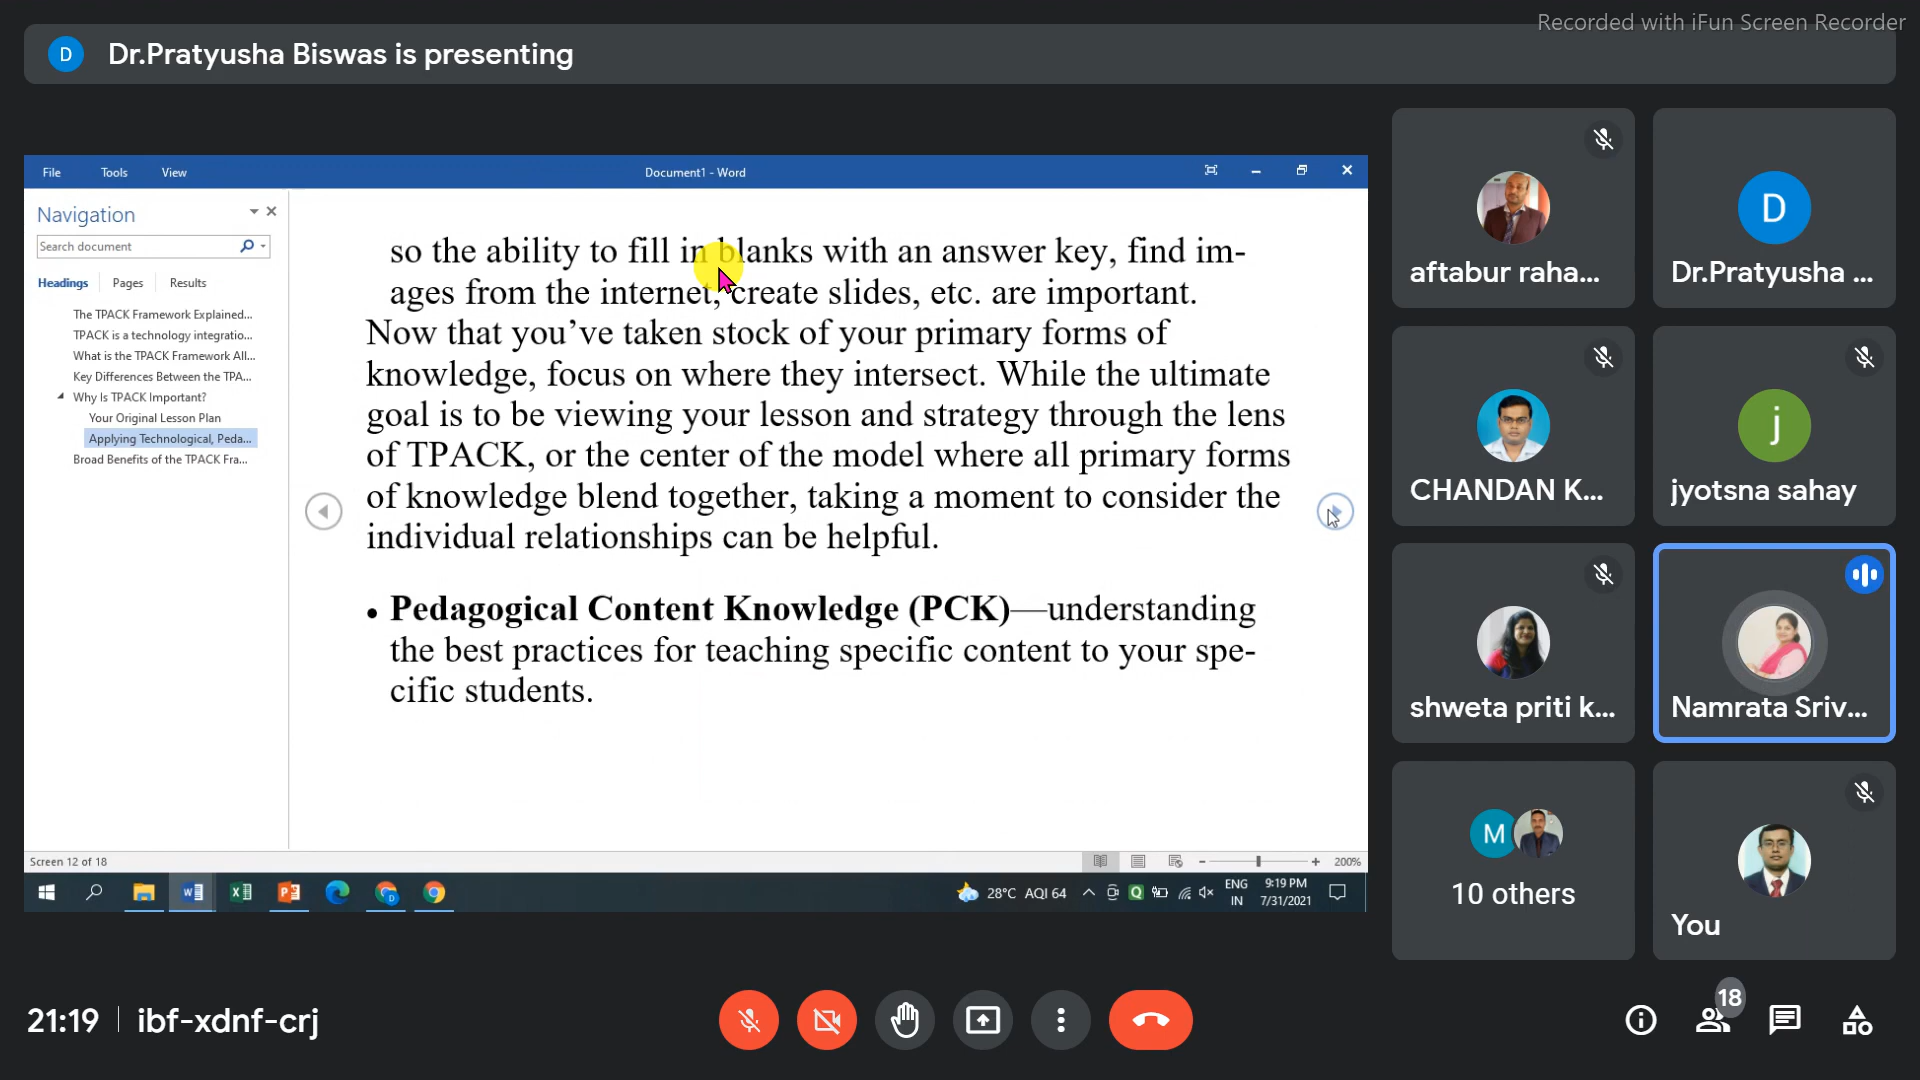 Recorded with iFun Screen Recorder
D Dr.Pratyusha Biswas is presenting
File Tools View Document1 - Word
Navigation
Search document
Headings Pages Results
The TPACK Framework Explained...
TPACK is a technology integratio...
What is the TPACK Framework All...
Key Differences Between the TPA...
Why Is TPACK Important?
Your Original Lesson Plan
Applying Technological, Peda...
Broad Benefits of the TPACK Fra...
so the ability to fill in blanks with an answer key, find im-
ages from the internet, create slides, etc. are important.
Now that you’ve taken stock of your primary forms of
knowledge, focus on where they intersect. While the ultimate
goal is to be viewing your lesson and strategy through the lens
of TPACK, or the center of the model where all primary forms
of knowledge blend together, taking a moment to consider the
individual relationships can be helpful.
• Pedagogical Content Knowledge (PCK)—understanding
the best practices for teaching specific content to your spe-
cific students.
Screen 12 of 18
200%
28°C AQI 64
ENG
IN
9:19 PM
7/31/2021
aftabur raha...
D
Dr.Pratyusha ...
CHANDAN K...
j
jyotsna sahay
shweta priti k...
Namrata Sriv...
M
10 others
You
21:19 | ibf-xdnf-crj
18